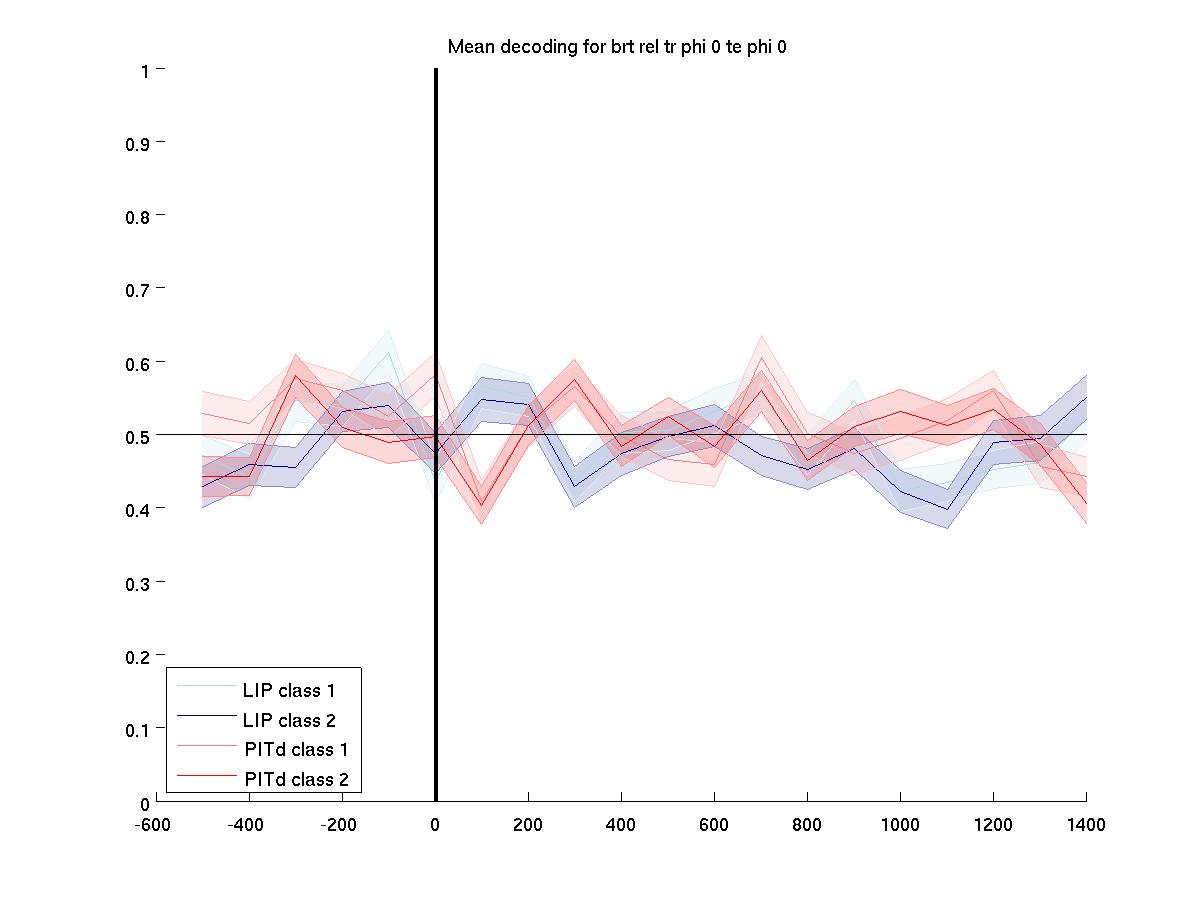 Mean decoding for brt rel tr phi 0 te phi 0
1
0.9
0.8
0.7
0.6
0.5
0.4
0.3
0.2
0.1
0
LIP class 1
LIP class 2
PITd class 1
PITd class 2
-600 -400 -200 0 200 400 600 800 1000 1200 1400